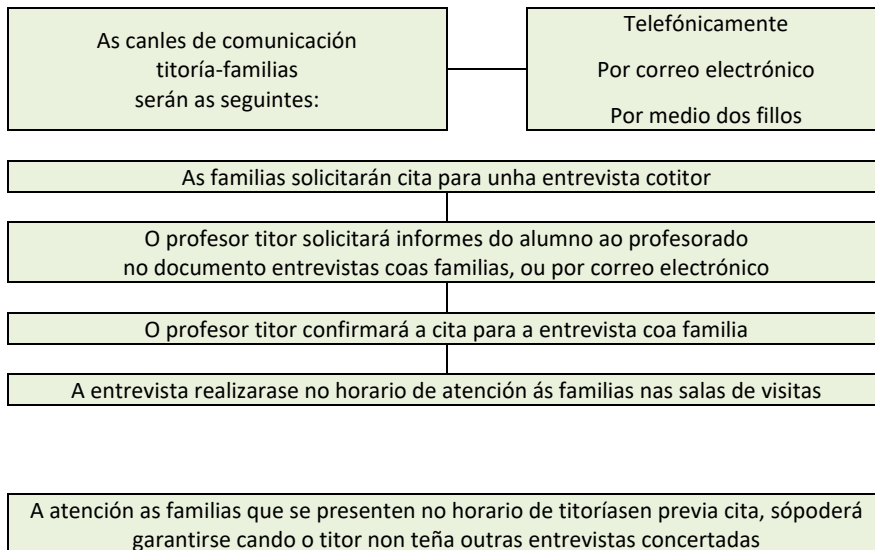 As canles de comunicación
titoría-familias
serán as seguintes:
Telefónicamente
Por correo electrónico
Por medio dos fillos
As familias solicitarán cita para unha entrevista cotitor
O profesor titor solicitará informes do alumno ao profesorado
no documento entrevistas coas familias, ou por correo electrónico
O profesor titor confirmará a cita para a entrevista coa familia
A entrevista realizarase no horario de atención ás familias nas salas de visitas
A atención as familias que se presenten no horario de titoríasen previa cita, sópoderá
garantirse cando o titor non teña outras entrevistas concertadas